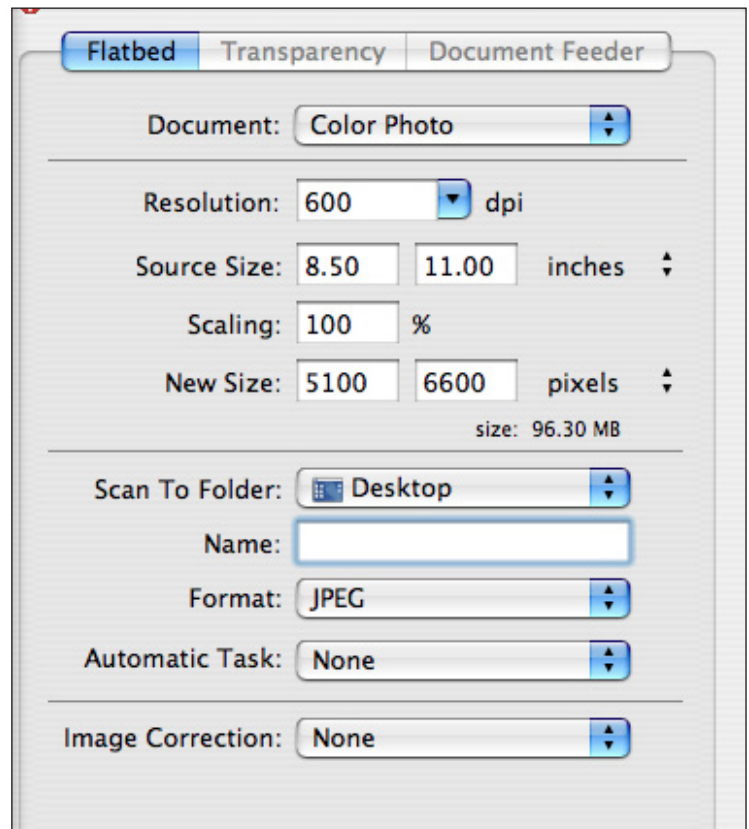 Flatbed Transparency Document Feeder
Document: Color Photo
Resolution: 600 dpi
Source Size: 8.50 11.00 inches
Scaling: 100 %
New Size: 5100 6600 pixels
size: 96.30 MB
Scan To Folder: Desktop
Name:
Format: JPEG
Automatic Task: None
Image Correction: None